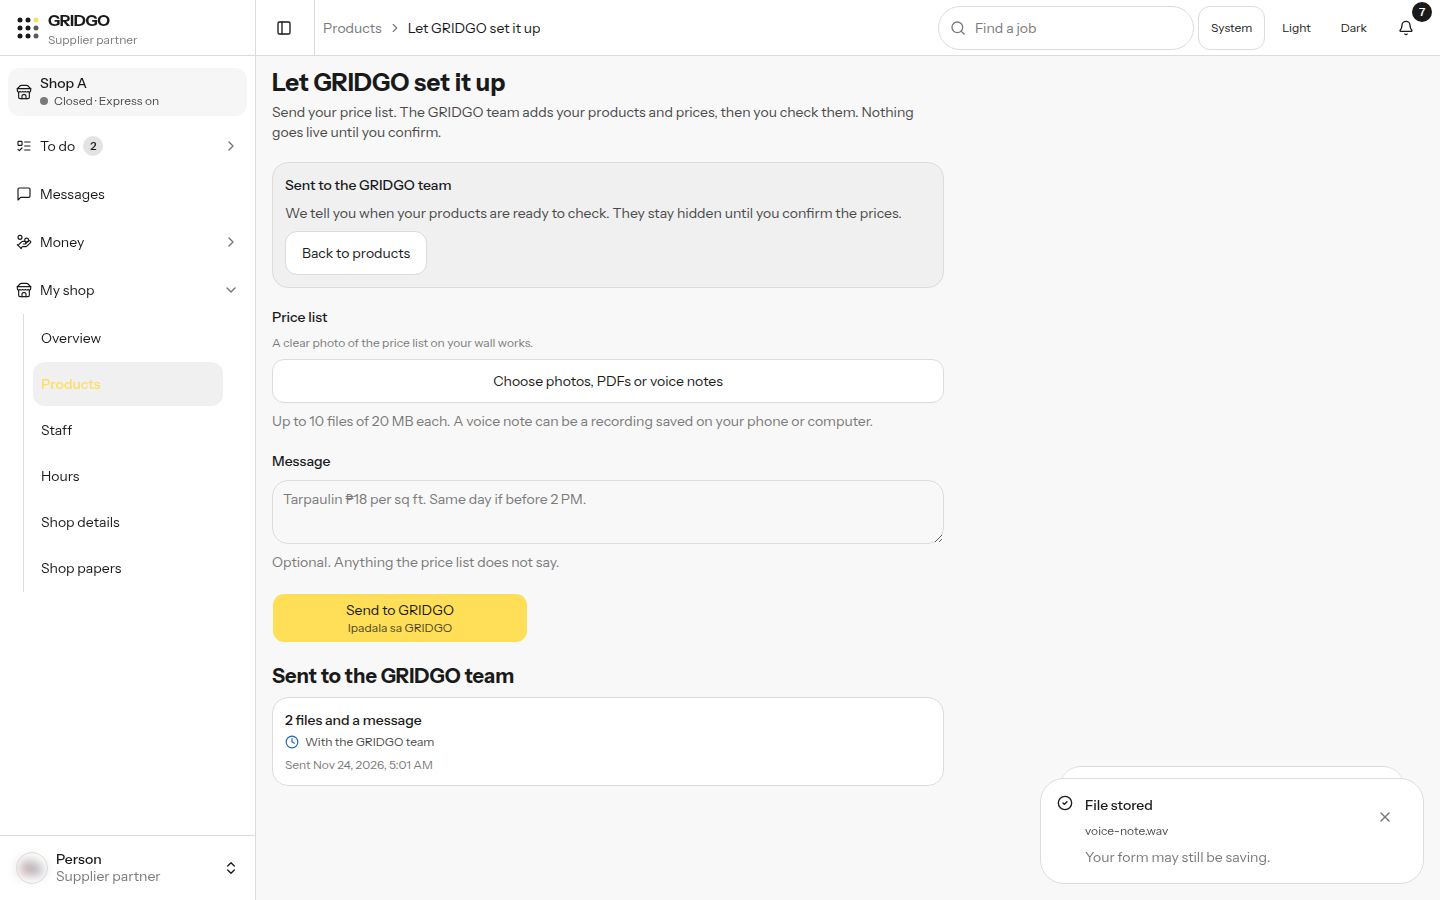 GRIDGO
Supplier partner
Products
Let GRIDGO set it up
Find a job
System
Light
Dark
7
Shop A
Closed · Express on
To do
2
Messages
Money
My shop
Overview
Products
Staff
Hours
Shop details
Shop papers
Person
Supplier partner
Let GRIDGO set it up
Send your price list. The GRIDGO team adds your products and prices, then you check them. Nothing
goes live until you confirm.
Sent to the GRIDGO team
We tell you when your products are ready to check. They stay hidden until you confirm the prices.
Back to products
Price list
A clear photo of the price list on your wall works.
Choose photos, PDFs or voice notes
Up to 10 files of 20 MB each. A voice note can be a recording saved on your phone or computer.
Message
Tarpaulin ₱18 per sq ft. Same day if before 2 PM.
Optional. Anything the price list does not say.
Send to GRIDGO
Ipadala sa GRIDGO
Sent to the GRIDGO team
2 files and a message
With the GRIDGO team
Sent Nov 24, 2026, 5:01 AM
File stored
voice-note.wav
Your form may still be saving.